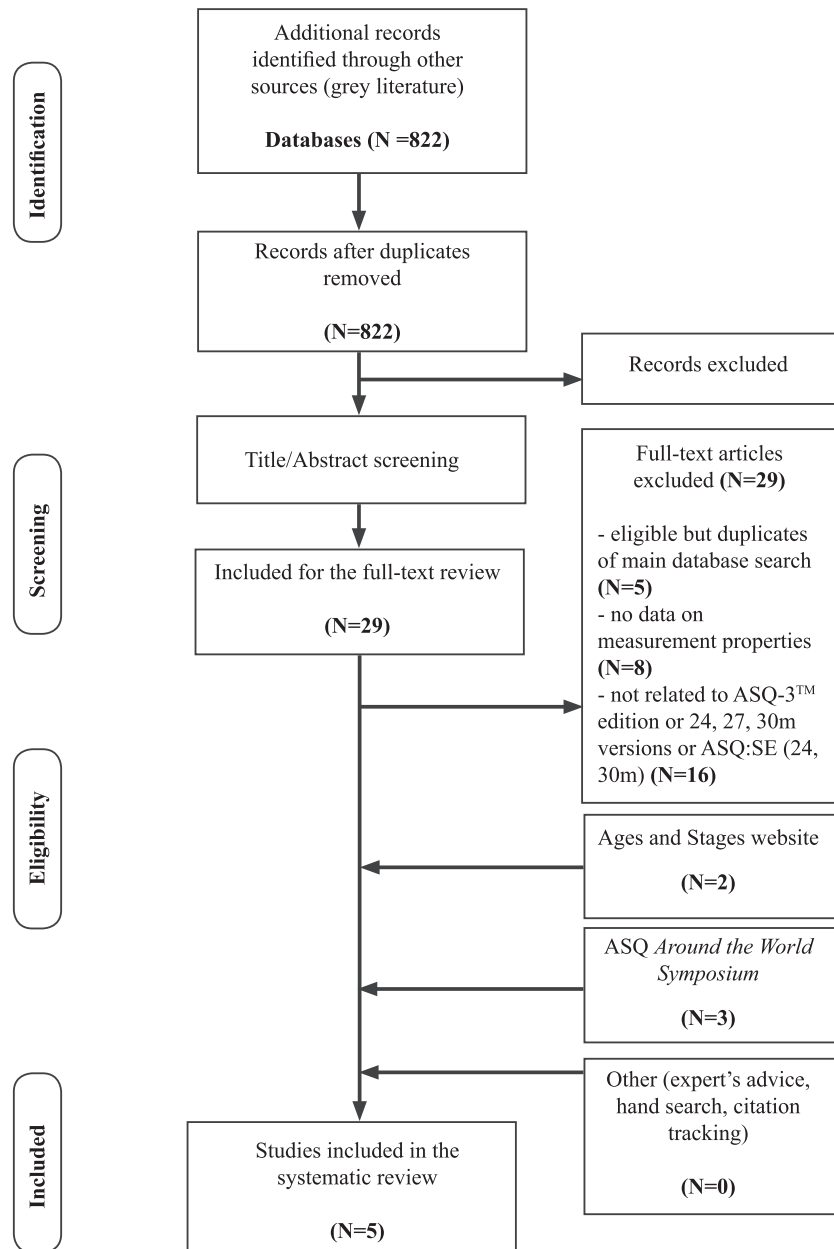 Identification
Additional records
identified through other
sources (grey literature)
Databases (N =822)
Records after duplicates
removed
(N=822)
Records excluded
Screening
Title/Abstract screening
Included for the full-text review
(N=29)
Full-text articles
excluded (N=29)
- eligible but duplicates
of main database search
(N=5)
- no data on
measurement properties
(N=8)
- not related to ASQ-3TM
edition or 24, 27, 30m
versions or ASQ:SE (24,
30m) (N=16)
Eligibility
Ages and Stages website
(N=2)
ASQ Around the World
Symposium
(N=3)
Other (expert’s advice,
hand search, citation
tracking)
(N=0)
Included
Studies included in the
systematic review
(N=5)